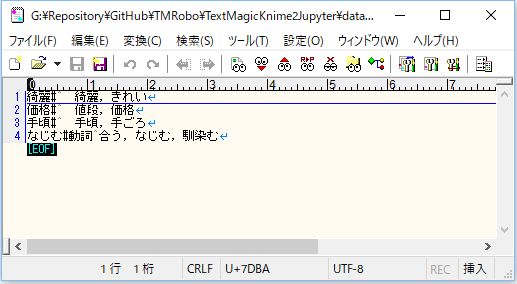 G:¥Repository¥GitHub¥TMRobo¥TextMagicKnime2Jupyter¥data...
ファイル(F) 編集(E) 変換(C) 検索(S) ツール(T) 設定(O) ウィンドウ(W) ヘルプ(H)
0 1 2 3 4 5 6 7
1 綺麗#^ 綺麗，きれい↵
2 価格#^ 値段，価格↵
3 手頃#^ 手頃，手ごろ↵
4 なじむ#動詞^合う，なじむ，馴染む↵
[EOF]
1 行 1 桁 CRLF U+7DBA UTF-8 REC 挿入